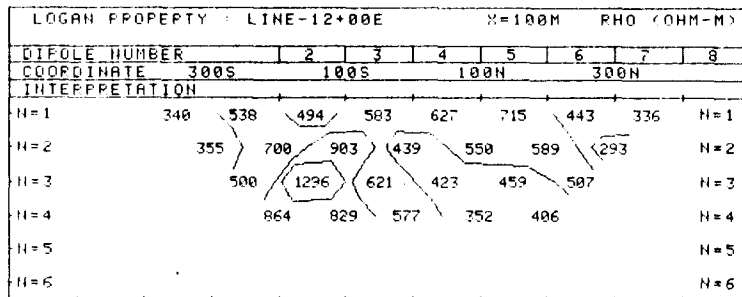 LOGAN PROPERTY : LINE-12+00E X=100M RHO (OHM-M)
DIPOLE NUMBER 2 3 4 5 6 7 8
COORDINATE 300S 100S 100N 300N
INTERPRETATION
N=1 340 538 494 583 627 715 443 336 N=1
N=2 355 700 903 439 550 589 293 N=2
N=3 500 1296 621 423 459 507 N=3
N=4 864 829 577 352 406 N=4
N=5 N=5
N=6 N=6